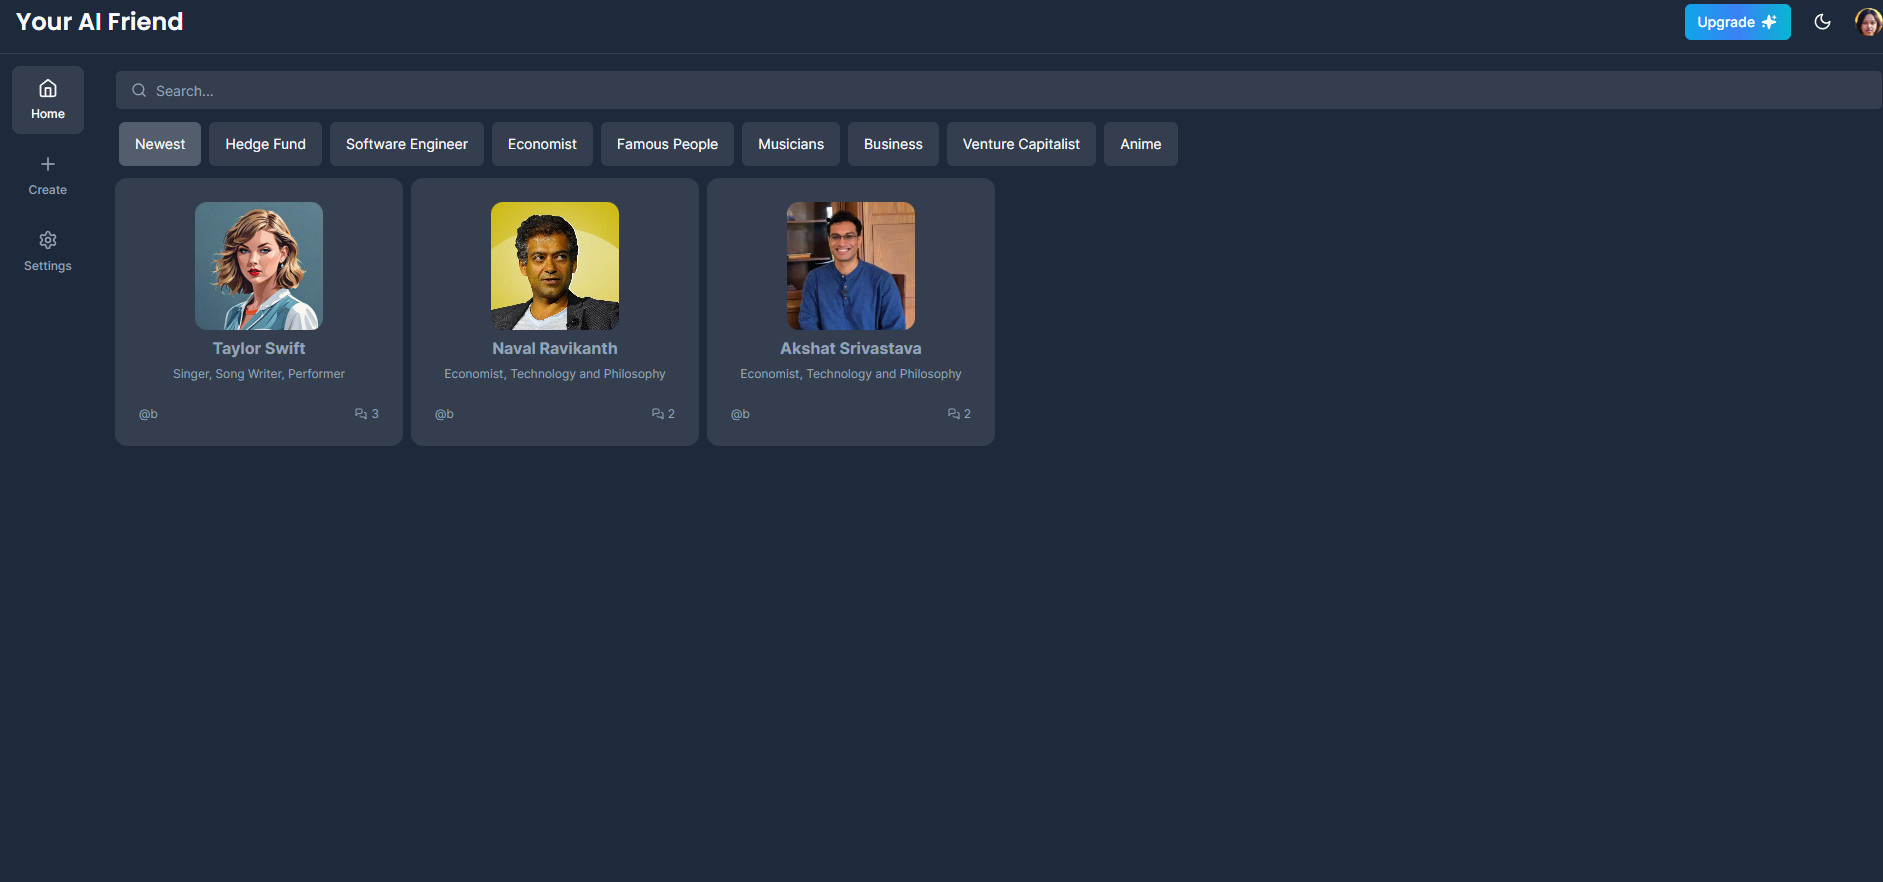 Your AI Friend
Upgrade
Home
Create
Settings
Search...
Newest
Hedge Fund
Software Engineer
Economist
Famous People
Musicians
Business
Venture Capitalist
Anime
Taylor Swift
Singer, Song Writer, Performer
@b
3
Naval Ravikanth
Economist, Technology and Philosophy
@b
2
Akshat Srivastava
Economist, Technology and Philosophy
@b
2